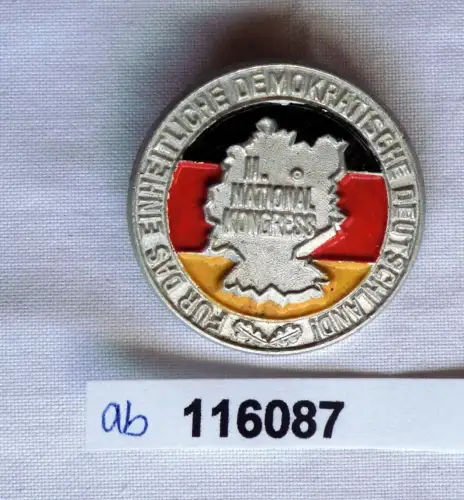 FÜR DAS EINHEITLICHE DEMOKRATISCHE DEUTSCHLAND!
II.
NATIONAL
KONGRESS
ab 116087